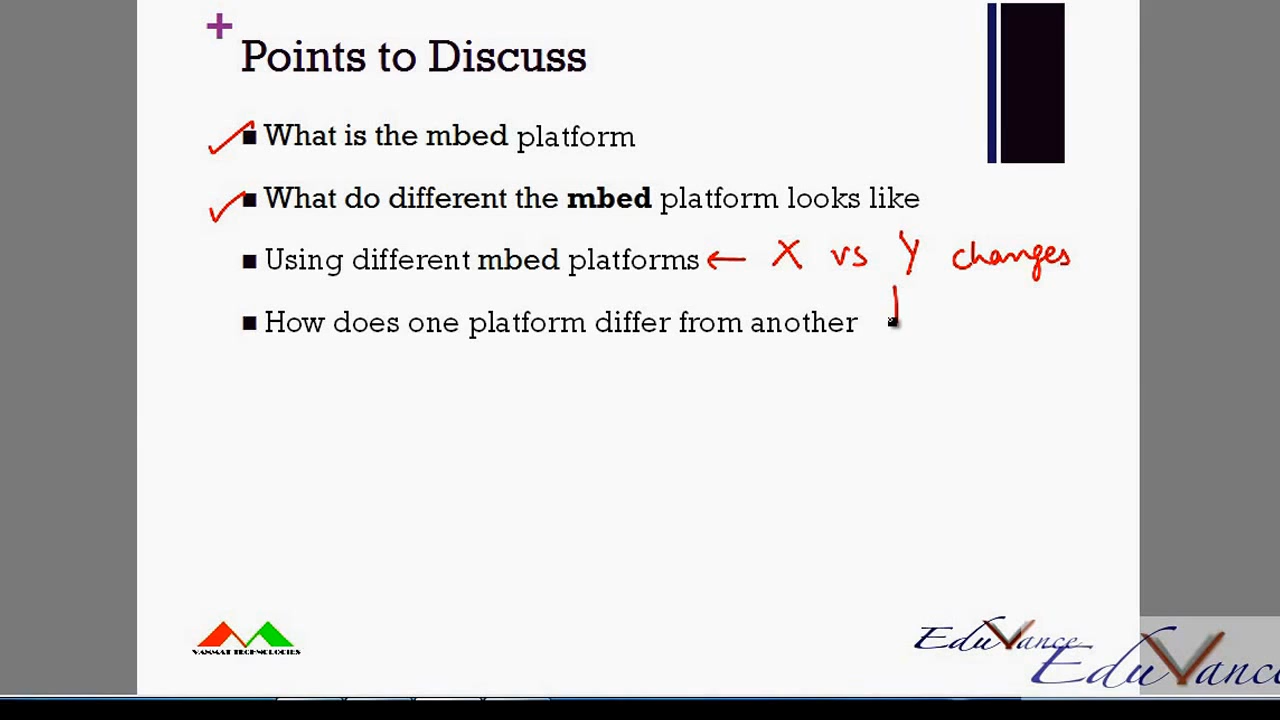 +
Points to Discuss
■ What is the mbed platform
■ What do different the mbed platform looks like
■ Using different mbed platforms ← X vs Y changes
■ How does one platform differ from another
VANMAT TECHNOLOGIES
EduVance
EduVance